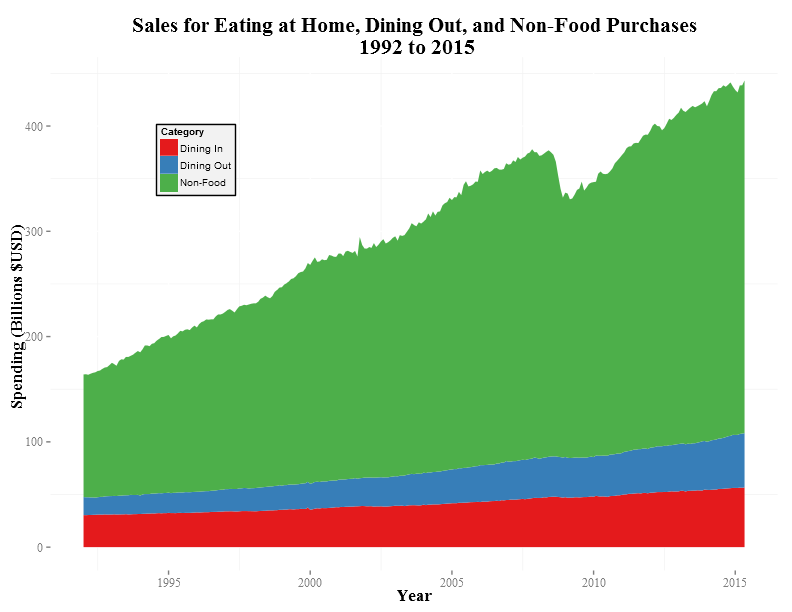 Sales for Eating at Home, Dining Out, and Non-Food Purchases
1992 to 2015
Category
Dining In
Dining Out
Non-Food
Spending (Billions $USD)
400
300
200
100
0
1995
2000
2005
2010
2015
Year